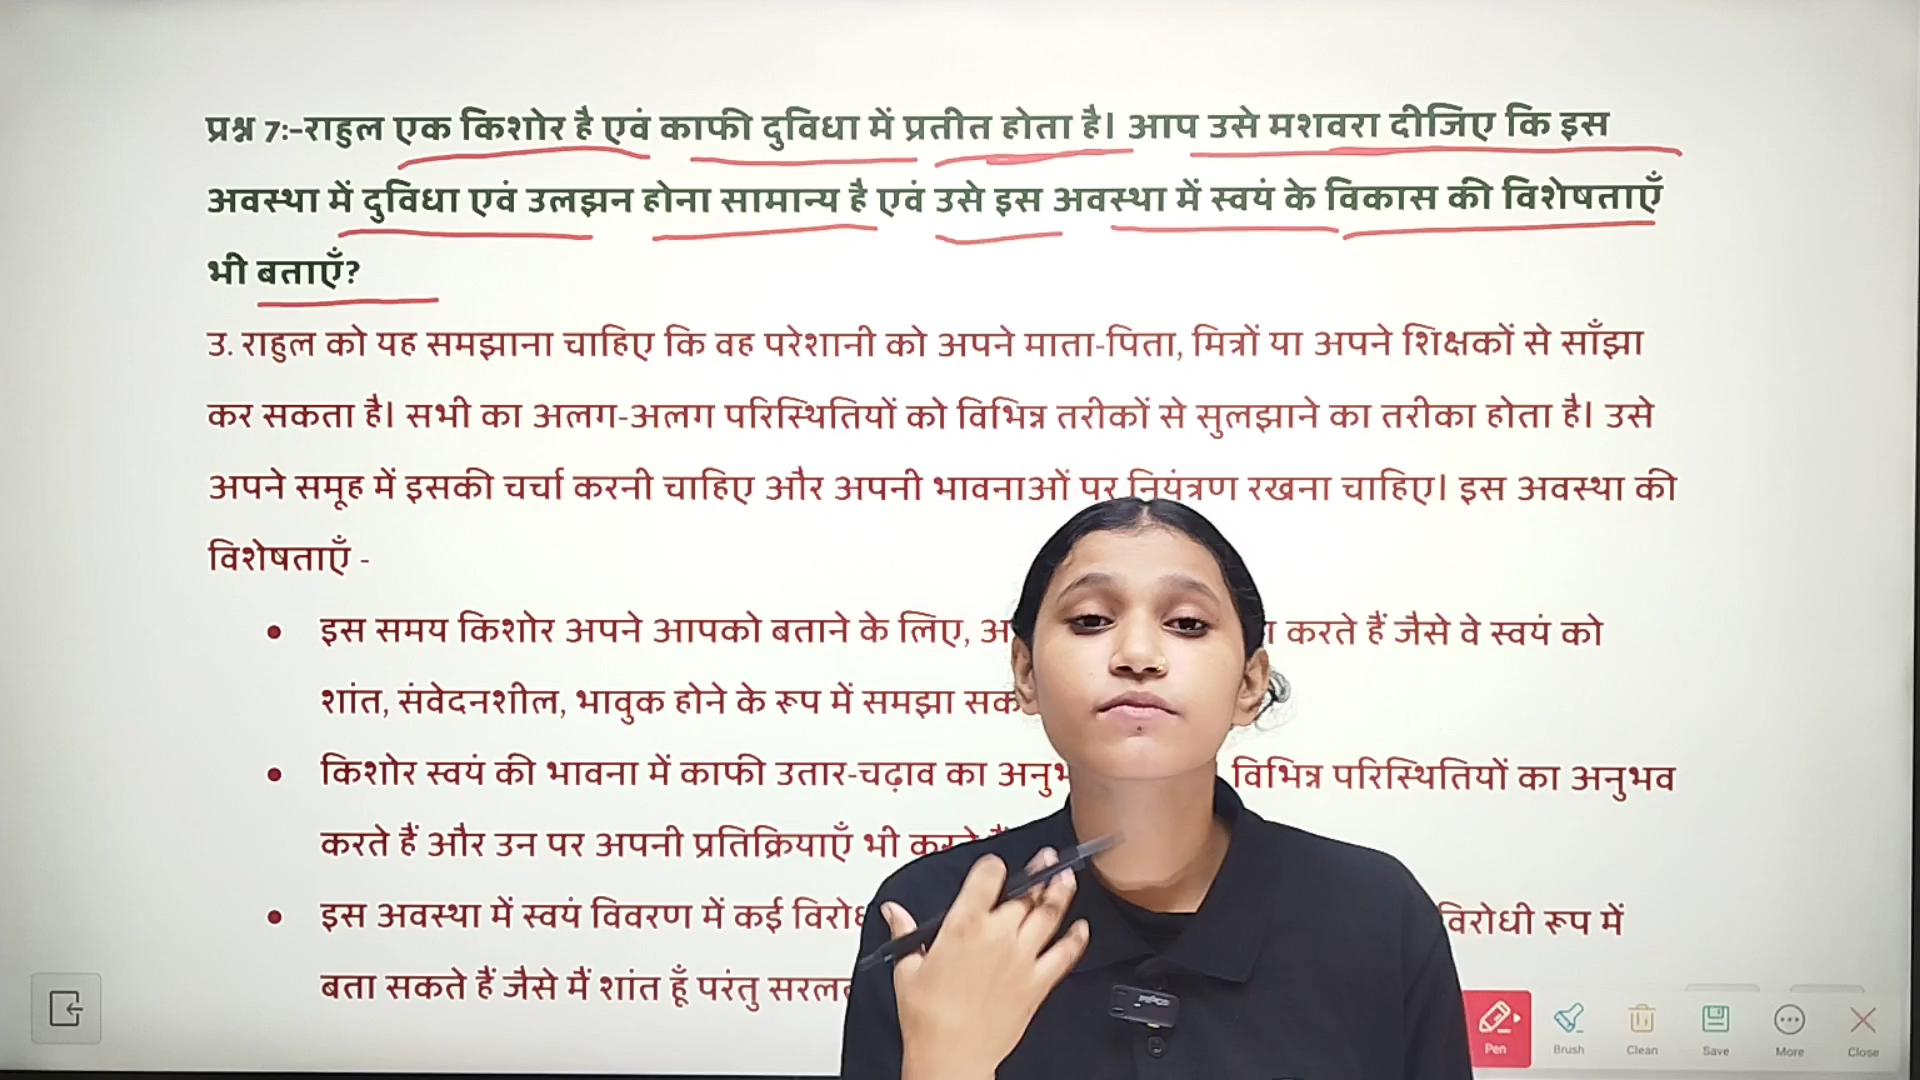 प्रश्न 7:-राहुल एक किशोर है एवं काफी दुविधा में प्रतीत होता है। आप उसे मशवरा दीजिए कि इस
अवस्था में दुविधा एवं उलझन होना सामान्य है एवं उसे इस अवस्था में स्वयं के विकास की विशेषताएँ
भी बताएँ?
उ. राहुल को यह समझाना चाहिए कि वह परेशानी को अपने माता-पिता, मित्रों या अपने शिक्षकों से साँझा
कर सकता है। सभी का अलग-अलग परिस्थितियों को विभिन्न तरीकों से सुलझाने का तरीका होता है। उसे
अपने समूह में इसकी चर्चा करनी चाहिए और अपनी भावनाओं पर नियंत्रण रखना चाहिए। इस अवस्था की
विशेषताएँ -
• इस समय किशोर अपने आपको बताने के लिए, करते हैं जैसे वे स्वयं को
शांत, संवेदनशील, भावुक होने के रूप में समझा
• किशोर स्वयं की भावना में काफी उतार-चढ़ाव का विभिन्न परिस्थितियों का अनुभव
करते हैं और उन पर अपनी प्रतिक्रियाएँ भी
• इस अवस्था में स्वयं विवरण में कई विरोधी रूप में
बता सकते हैं जैसे मैं शांत हूँ परंतु
Pen Brush Clean Save More Close